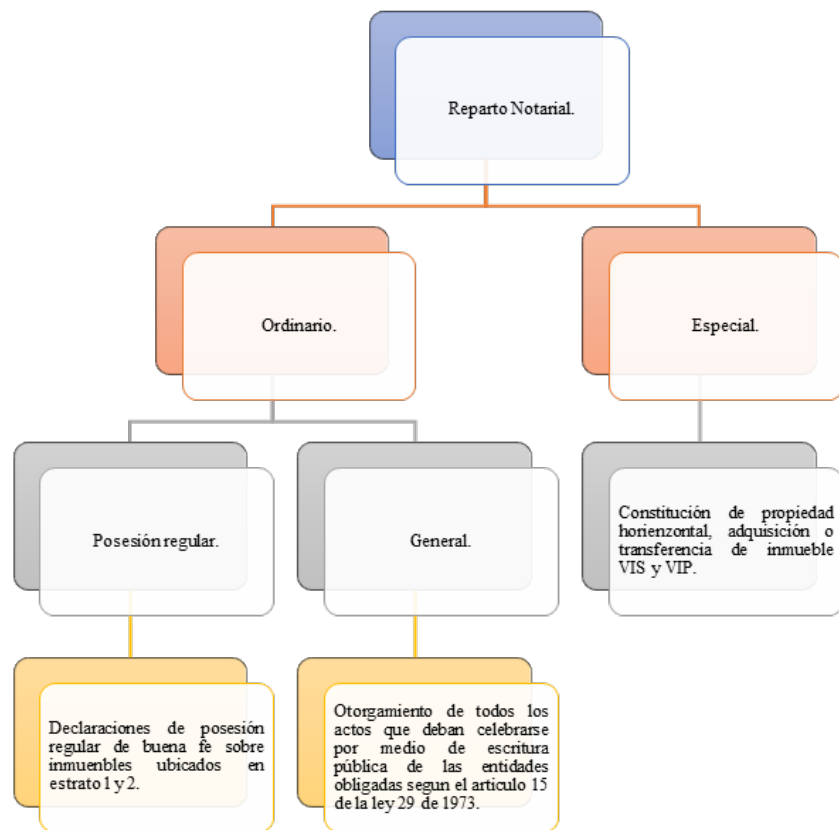 Reparto Notarial.
Ordinario.
Especial.
Posesión regular.
General.
Constitución de propiedad
horienzontal, adquisición o
transferencia de inmueble
VIS y VIP.
Declaraciones de posesión
regular de buena fe sobre
inmuenbles ubicados en
estrato 1 y 2.
Otorgamiento de todos los
actos que deban celebrarse
por medio de escritura
pública de las entidades
obligadas segun el articulo 15
de la ley 29 de 1973.